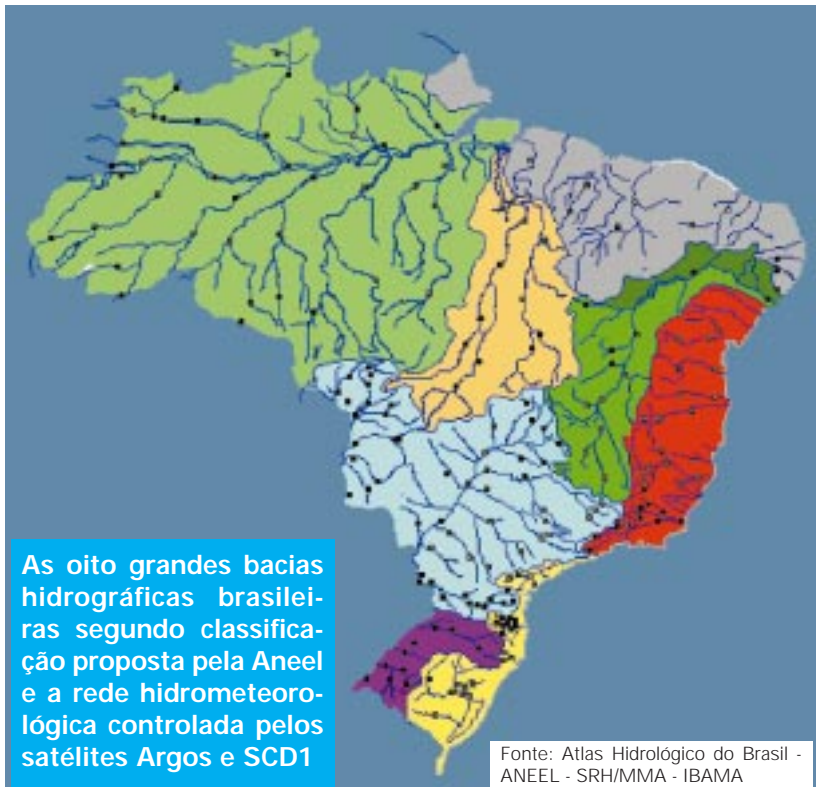 As oito grandes bacias
hidrográficas brasilei-
ras segundo classifica-
ção proposta pela Aneel
e a rede hidrometeoro-
lógica controlada pelos
satélites Argos e SCD1
Fonte: Atlas Hidrológico do Brasil -
ANEEL - SRH/MMA - IBAMA